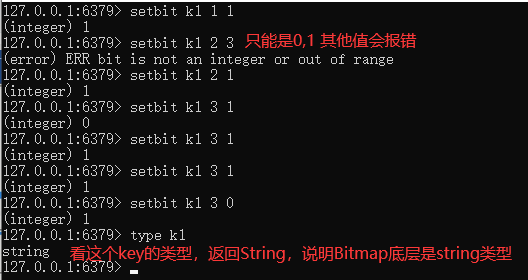 127.0.0.1:6379> setbit k1 1 1
(integer) 1
127.0.0.1:6379> setbit k1 2 3 只能是0,1 其他值会报错
(error) ERR bit is not an integer or out of range
127.0.0.1:6379> setbit k1 2 1
(integer) 1
127.0.0.1:6379> setbit k1 3 1
(integer) 0
127.0.0.1:6379> setbit k1 3 1
(integer) 1
127.0.0.1:6379> setbit k1 3 1
(integer) 1
127.0.0.1:6379> setbit k1 3 0
(integer) 1
127.0.0.1:6379> type k1
string 看这个key的类型，返回String，说明Bitmap底层是string类型
127.0.0.1:6379>